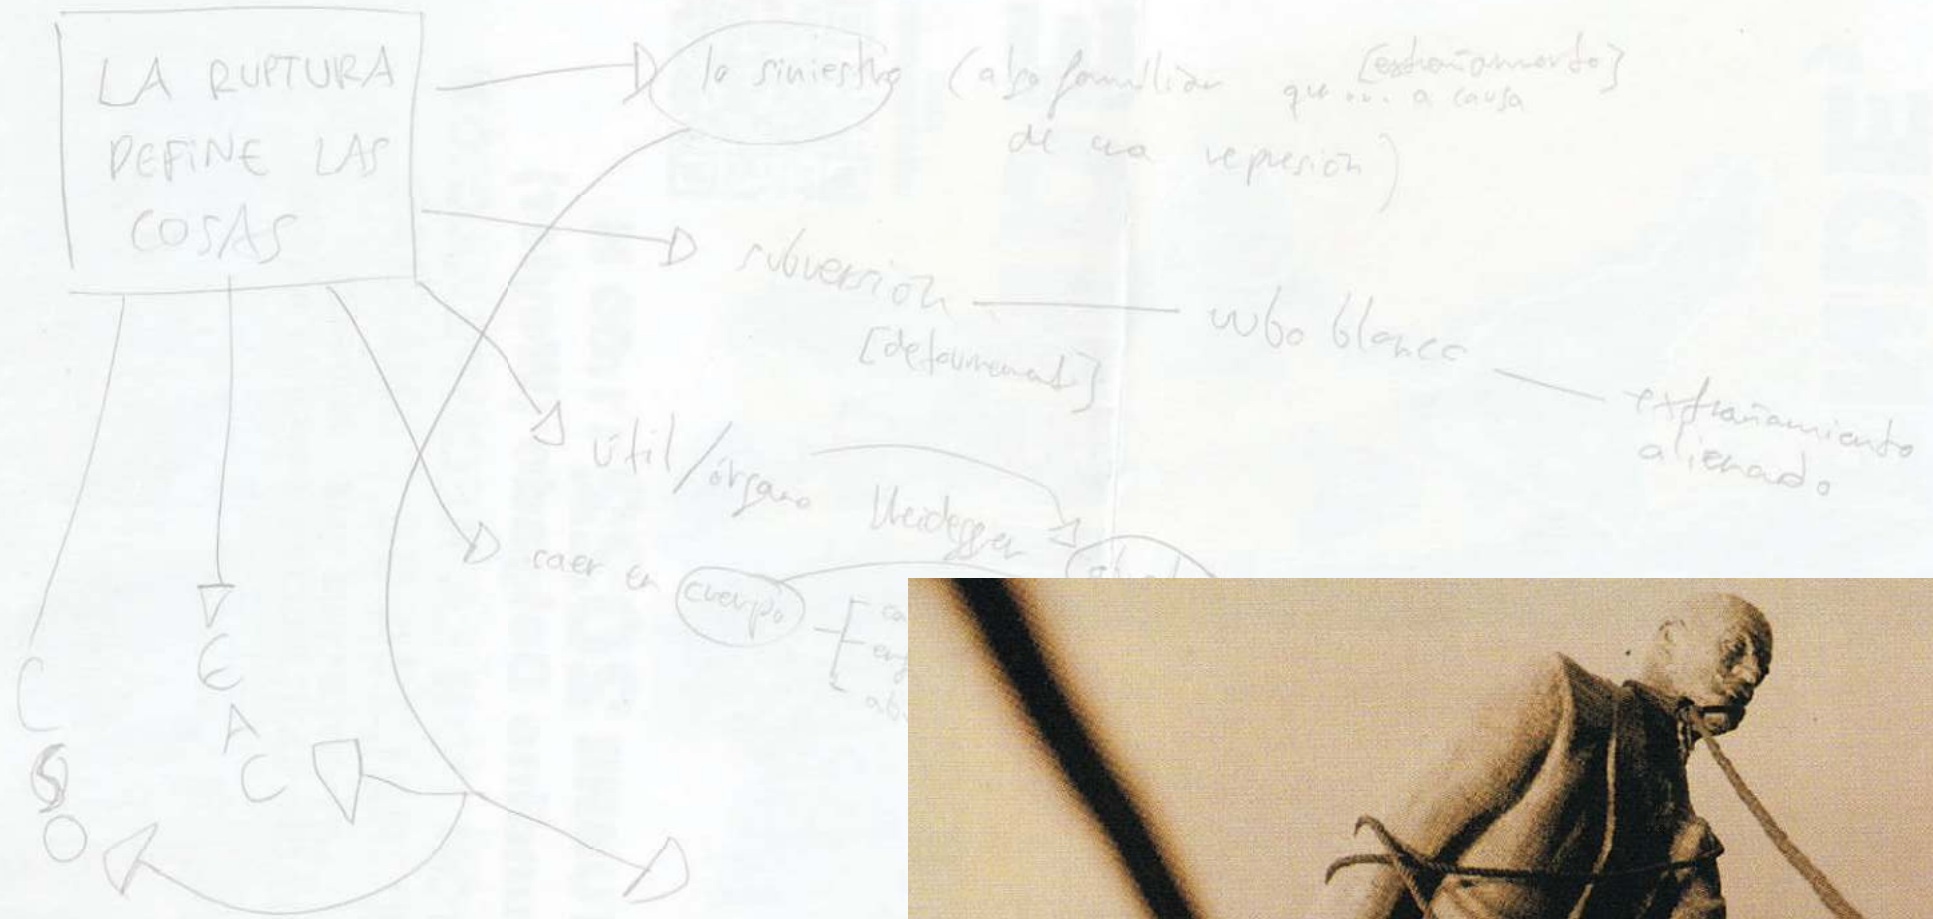 LA RUPTURA
DEFINE LAS
COSAS
lo siniestro (algo familiar que... a causa
[extrañamiento]
de una represión)
subversión
[detournement]
cubo blanco
extrañamiento
alienado
útil/órgano Heidegger
caer en cuerpo
C
S
O
E
A
C